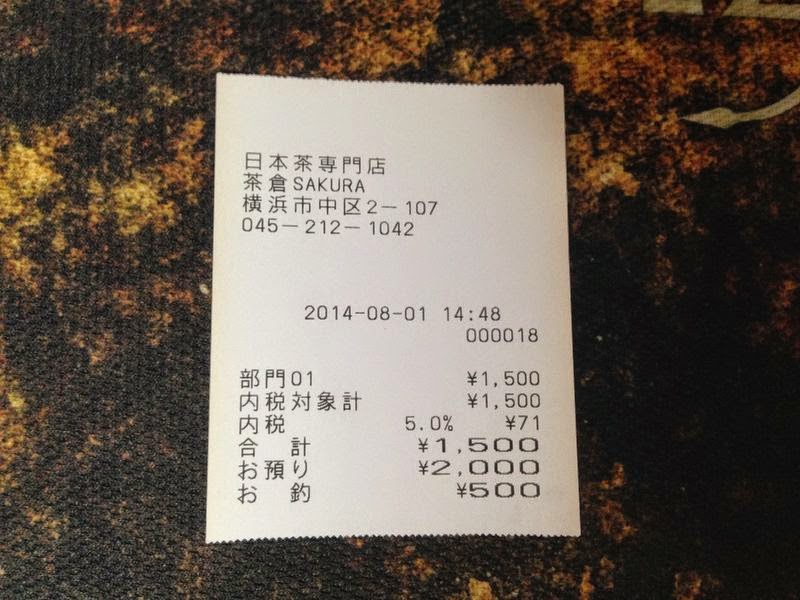 日本茶専門店
茶倉SAKURA
横浜市中区2－107
045－212－1042
2014-08-01 14:48
000018
部門01 ¥1,500
内税対象計 ¥1,500
内税 5.0% ¥71
合　計 ¥1,500
お預り ¥2,000
お　釣 ¥500